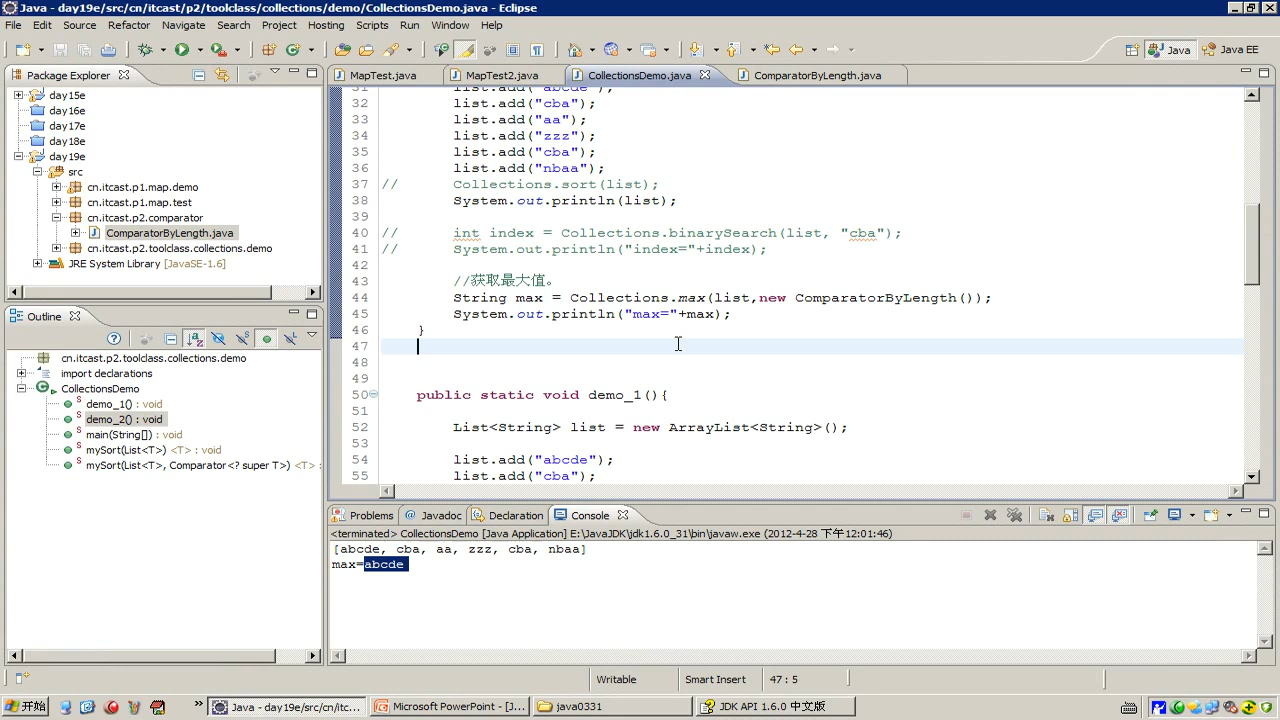 Java - day19e/src/cn/itcast/p2/toolclass/collections/demo/CollectionsDemo.java - Eclipse
File Edit Source Refactor Navigate Search Project Hosting Scripts Run Window Help
Java Java EE
Package Explorer
day15e
day16e
day17e
day18e
day19e
src
cn.itcast.p1.map.demo
cn.itcast.p1.map.test
cn.itcast.p2.comparator
ComparatorByLength.java
cn.itcast.p2.toolclass.collections.demo
JRE System Library [JavaSE-1.6]
Outline
cn.itcast.p2.toolclass.collections.demo
import declarations
CollectionsDemo
demo_1() : void
demo_2() : void
main(String[]) : void
mySort(List<T>) <T> : void
mySort(List<T>, Comparator<? super T>) <T> :
MapTest.java MapTest2.java CollectionsDemo.java ComparatorByLength.java
31 list.add("abcde");
32 list.add("cba");
33 list.add("aa");
34 list.add("zzz");
35 list.add("cba");
36 list.add("nbaa");
37 // Collections.sort(list);
38 System.out.println(list);
39
40 // int index = Collections.binarySearch(list, "cba");
41 // System.out.println("index="+index);
42
43 //获取最大值。
44 String max = Collections.max(list,new ComparatorByLength());
45 System.out.println("max="+max);
46 }
47
48
49
50 public static void demo_1(){
51
52 List<String> list = new ArrayList<String>();
53
54 list.add("abcde");
55 list.add("cba");
Problems Javadoc Declaration Console
<terminated> CollectionsDemo [Java Application] E:\JavaJDK\jdk1.6.0_31\bin\javaw.exe (2012-4-28 下午12:01:46)
[abcde, cba, aa, zzz, cba, nbaa]
max=abcde
Writable Smart Insert 47 : 5
开始 Java - day19e/src/cn/itc... Microsoft PowerPoint - [J... java0331 JDK API 1.6.0 中文版